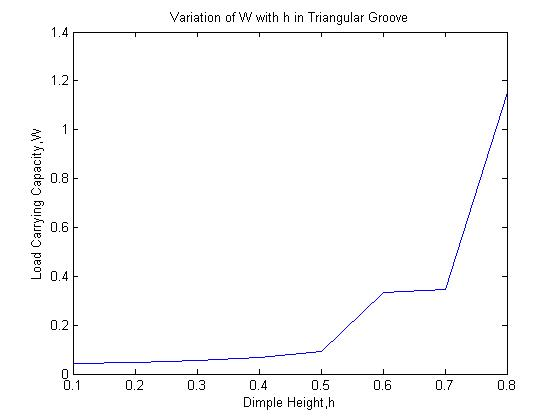 Variation of W with h in Triangular Groove
1.4
1.2
1
0.8
0.6
0.4
0.2
0
Load Carrying Capacity,W
0.1 0.2 0.3 0.4 0.5 0.6 0.7 0.8
Dimple Height,h